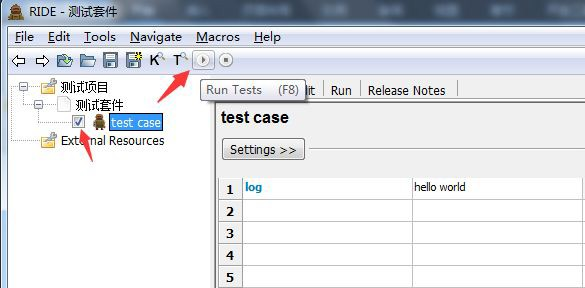 RIDE - 测试套件
File Edit Tools Navigate Macros Help
K T
测试项目
测试套件
test case
External Resources
Run Tests (F8)
it Run Release Notes
test case
Settings >>
1 log hello world
2
3
4
5